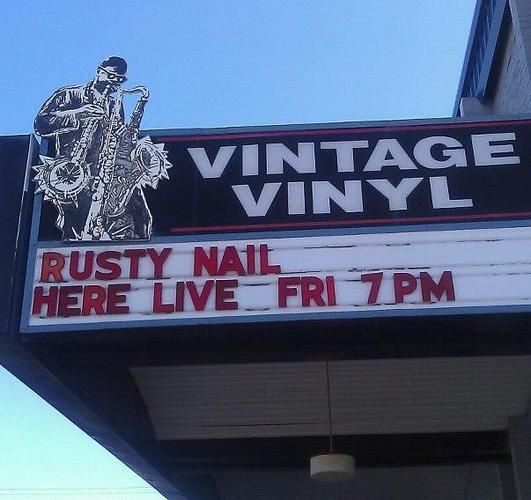 VINTAGE
VINYL
RUSTY NAIL
HERE LIVE FRI 7PM